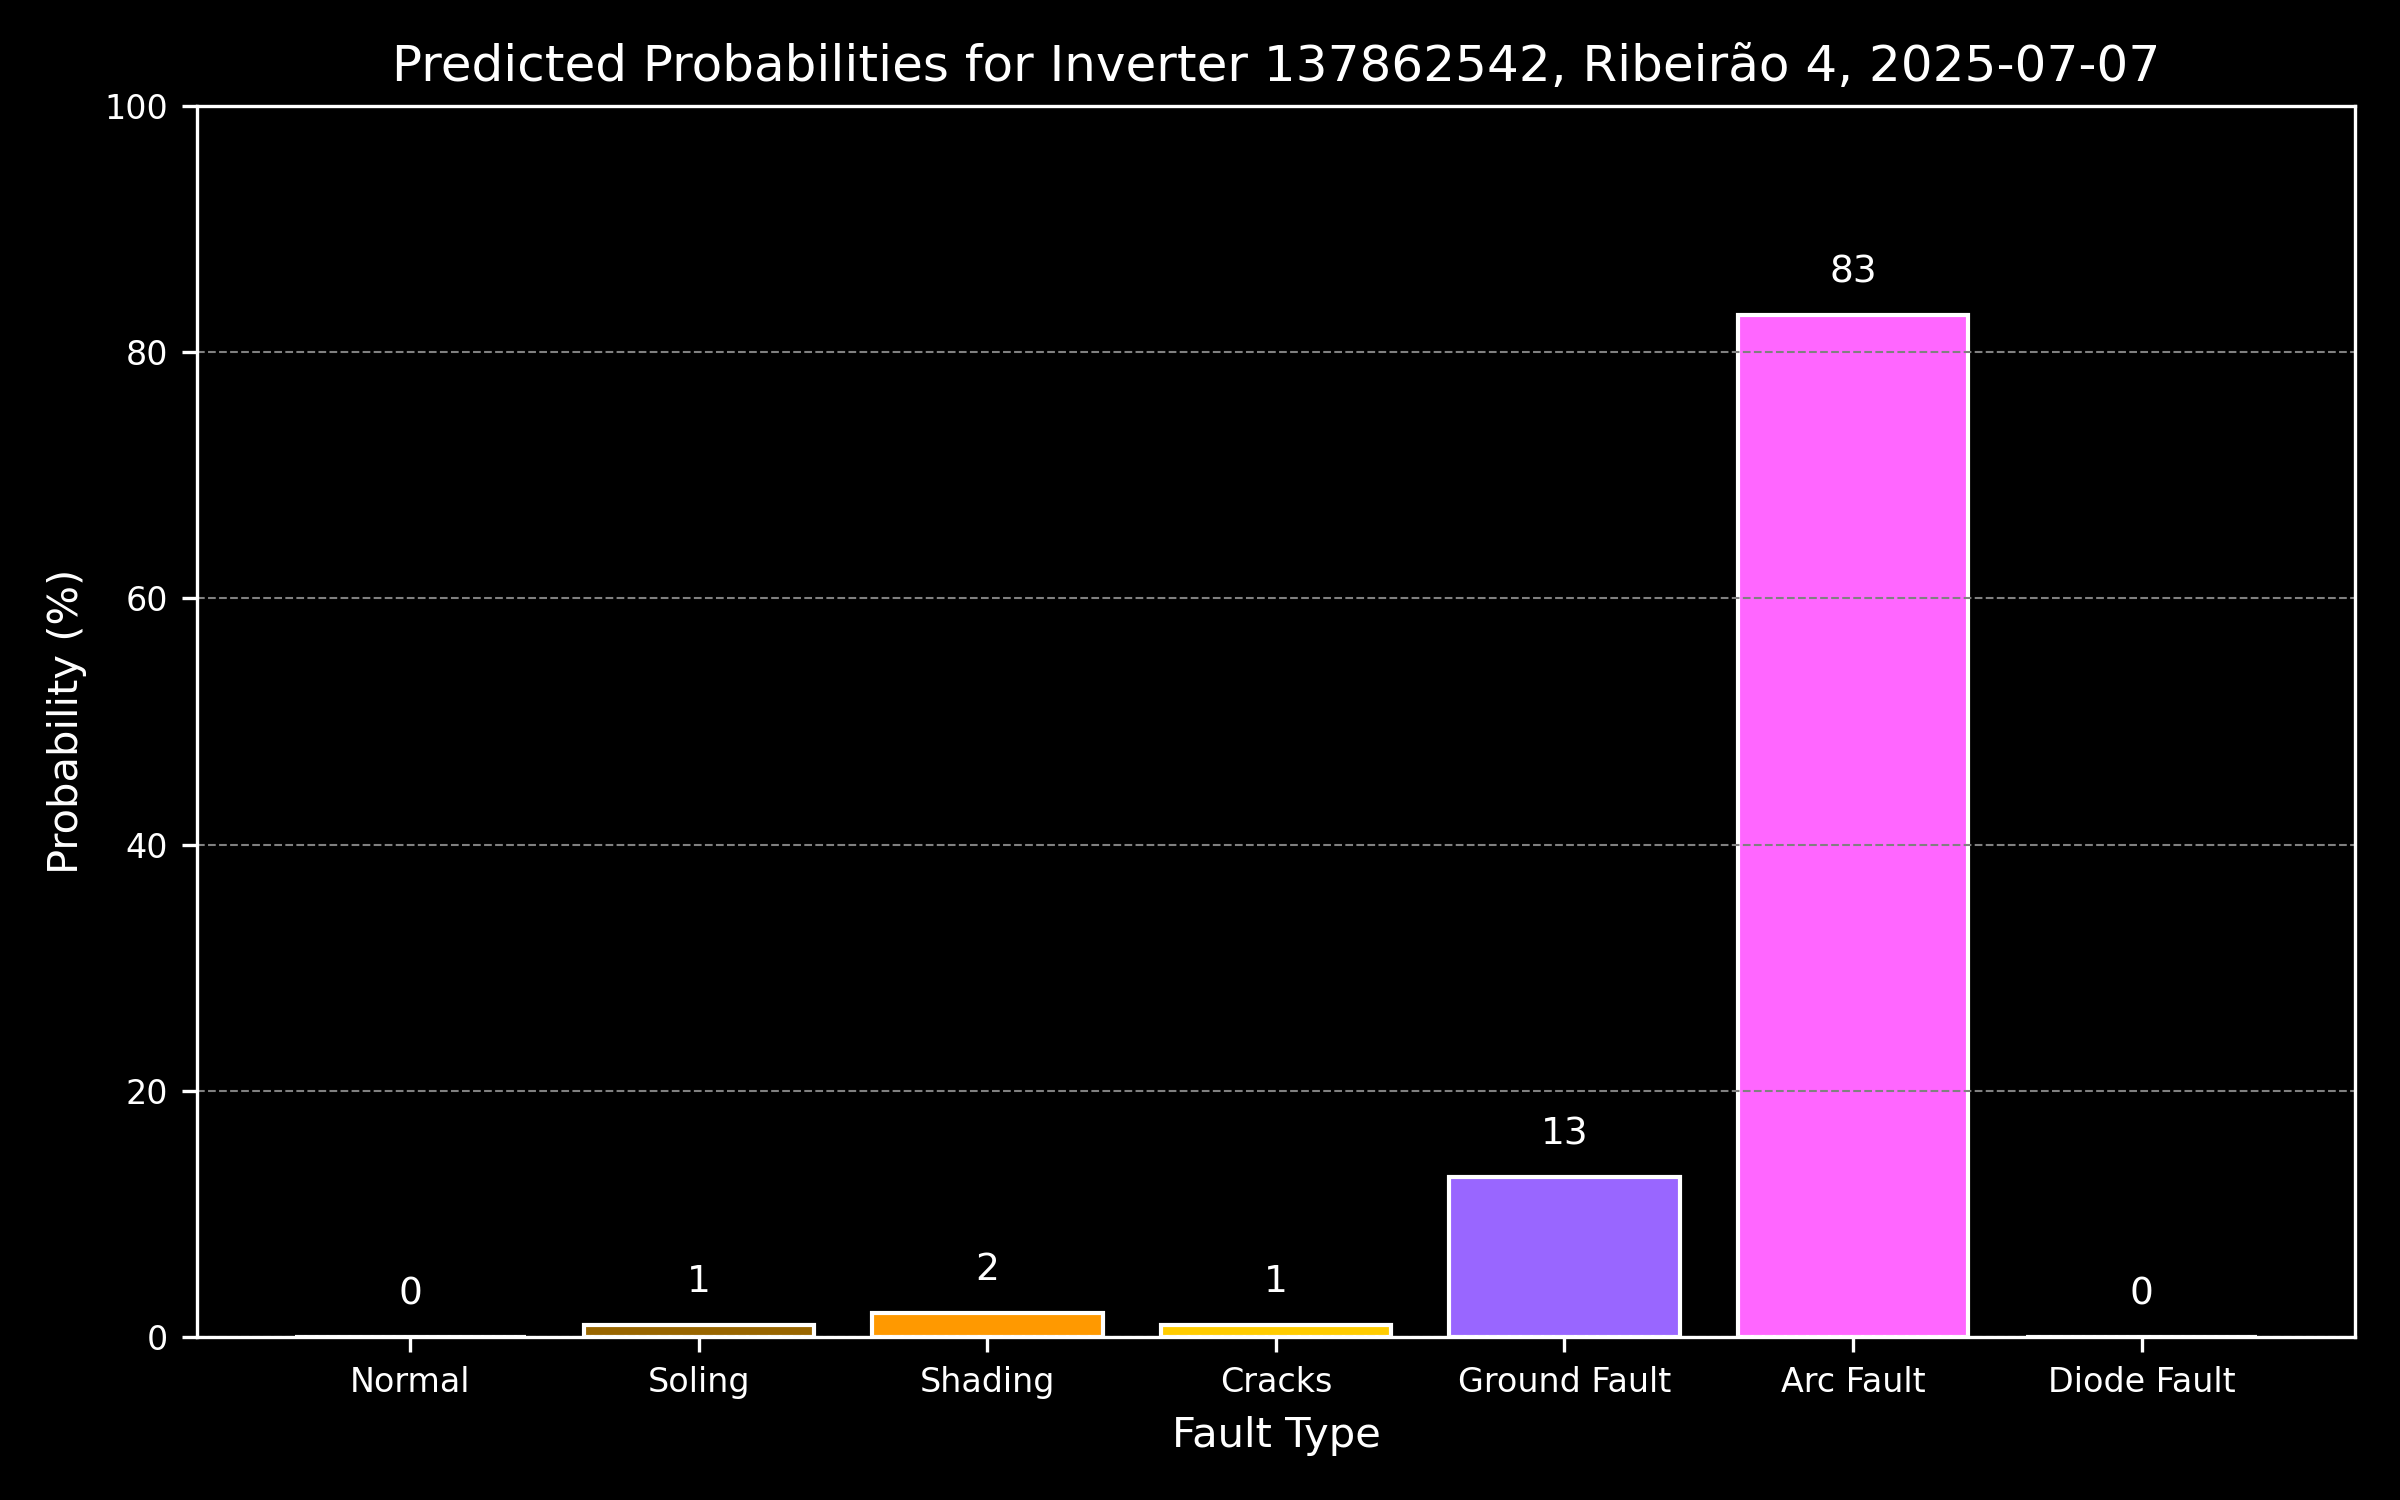 Predicted Probabilities for Inverter 137862542, Ribeirão 4, 2025-07-07
Probability (%)
100
80
60
40
20
0
0
1
2
1
13
83
0
Normal
Soling
Shading
Cracks
Ground Fault
Arc Fault
Diode Fault
Fault Type